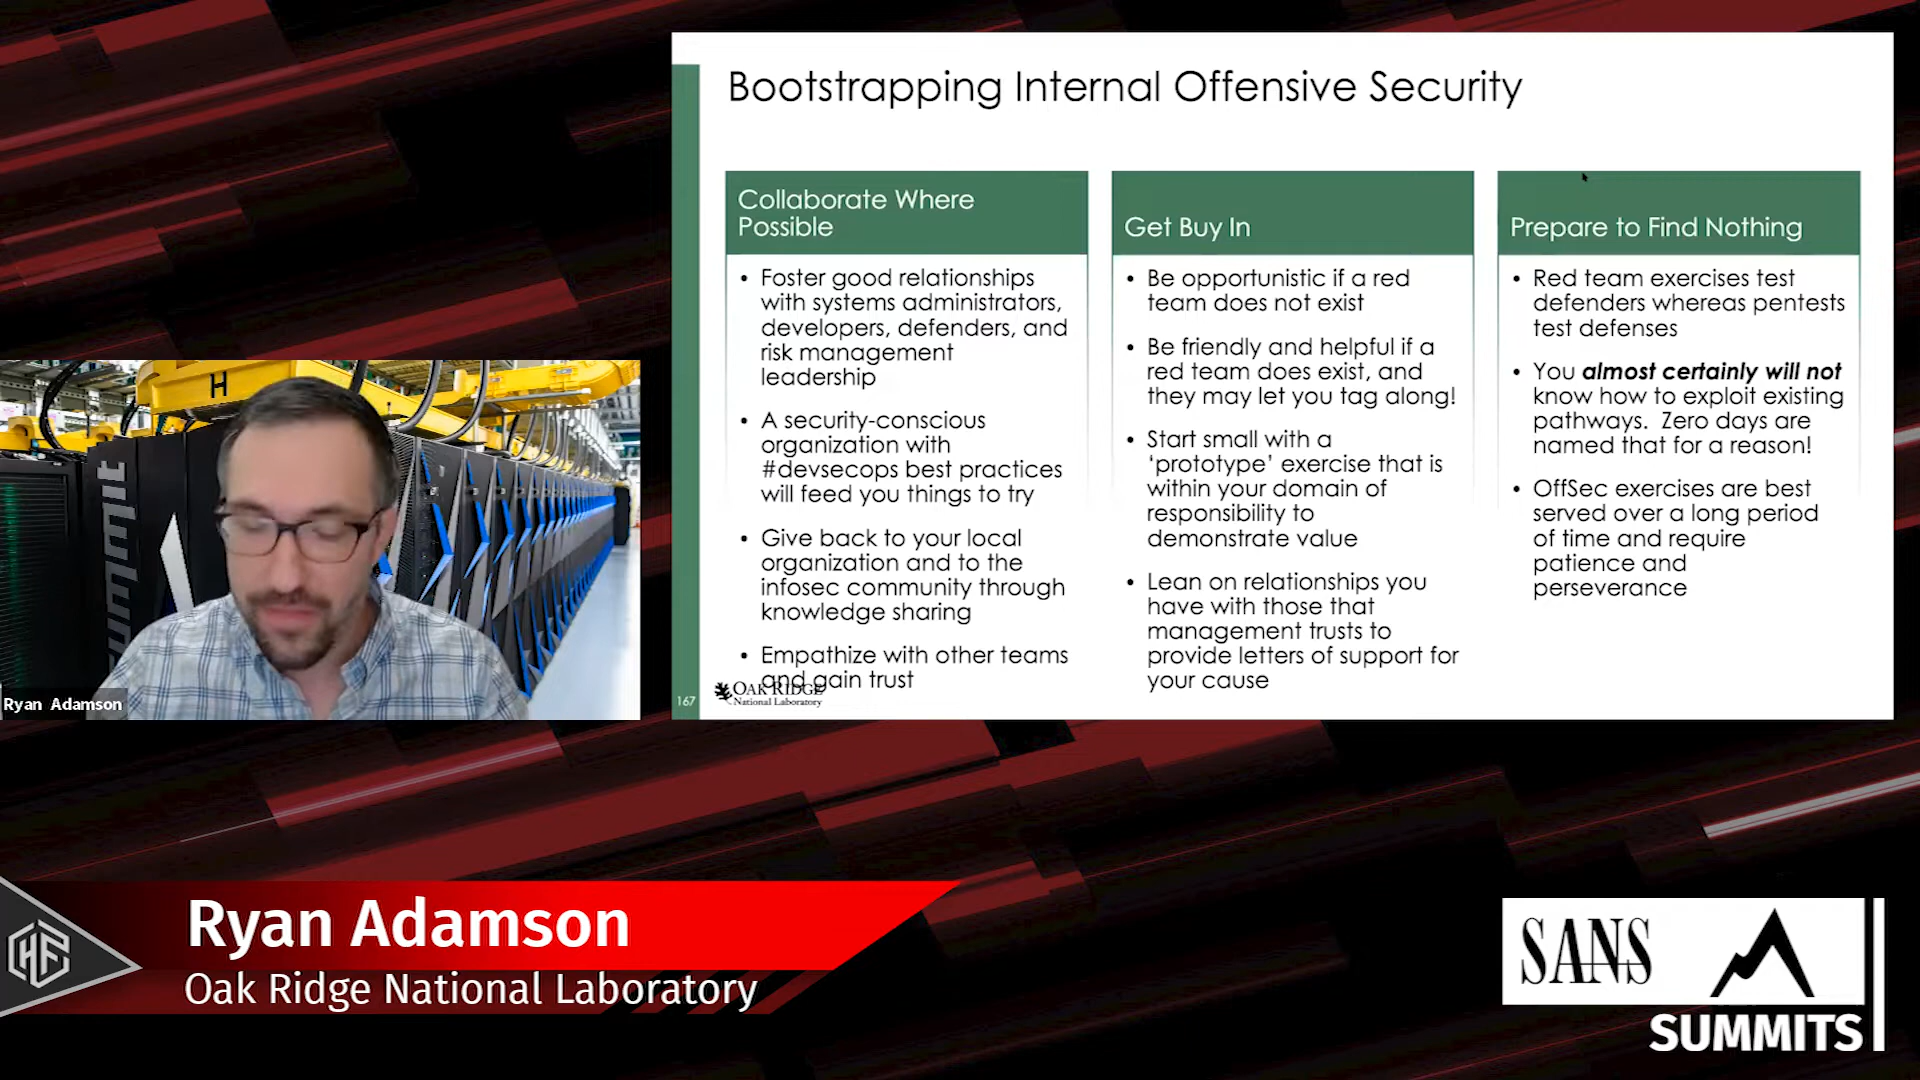 Bootstrapping Internal Offensive Security
Collaborate Where
Possible
• Foster good relationships
with systems administrators,
developers, defenders, and
risk management
leadership
• A security-conscious
organization with
#devsecops best practices
will feed you things to try
• Give back to your local
organization and to the
infosec community through
knowledge sharing
• Empathize with other teams
and gain trust
Get Buy In
• Be opportunistic if a red
team does not exist
• Be friendly and helpful if a
red team does exist, and
they may let you tag along!
• Start small with a
‘prototype’ exercise that is
within your domain of
responsibility to
demonstrate value
• Lean on relationships you
have with those that
management trusts to
provide letters of support for
your cause
Prepare to Find Nothing
• Red team exercises test
defenders whereas pentests
test defenses
• You almost certainly will not
know how to exploit existing
pathways. Zero days are
named that for a reason!
• OffSec exercises are best
served over a long period
of time and require
patience and
perseverance
167
OAK RIDGE
National Laboratory
H
summit
Ryan Adamson
Ryan Adamson
Oak Ridge National Laboratory
HF
SANS
SUMMITS